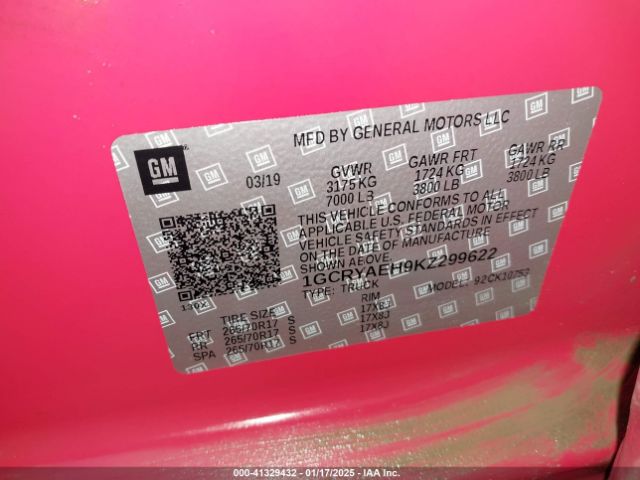 GM
MFD BY GENERAL MOTORS LLC
03/19
GVWR GAWR FRT GAWR RR
3175 KG 1724 KG 1724 KG
7000 LB 3800 LB 3800 LB
THIS VEHICLE CONFORMS TO ALL
APPLICABLE U.S. FEDERAL MOTOR
VEHICLE SAFETY STANDARDS IN EFFECT
ON THE DATE OF MANUFACTURE
SHOWN ABOVE.
1GCRYAEH9KZ299622
TYPE: TRUCK MODEL: 92CK10753
TIRE SIZE RIM
FRT 265/70R17 S 17X8J
RR 265/70R17 S 17X8J
SPA 265/70R17 S 17X8J
000-41329432 - 01/17/2025 - IAA Inc.